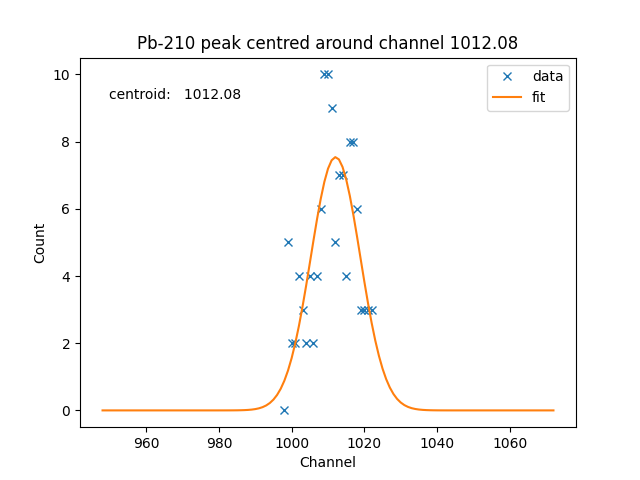 Pb-210 peak centred around channel 1012.08
centroid:   1012.08
data
fit
Count
10
8
6
4
2
0
960
980
1000
1020
1040
1060
Channel